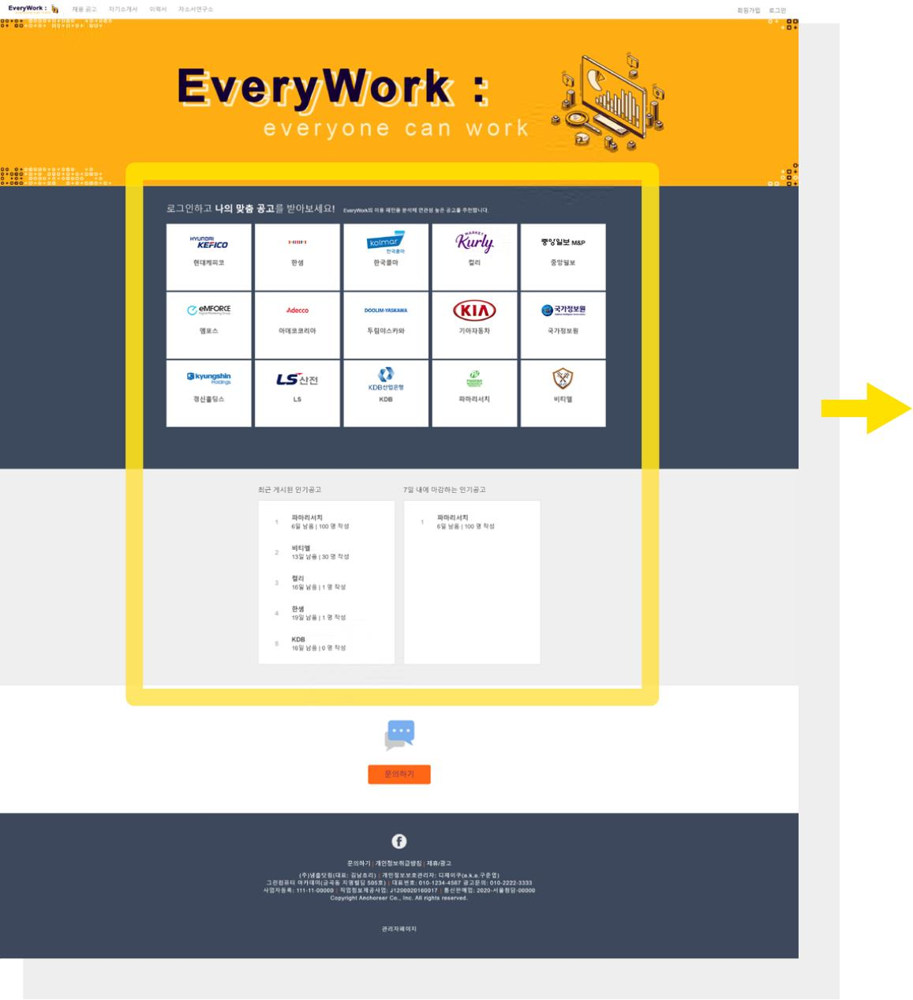 EveryWork :
채용 공고 자기소개서 이력서 자소서연구소
회원가입 로그인
EveryWork :
everyone can work
로그인하고 나의 맞춤 공고를 받아보세요! EveryWork의 이용 패턴을 분석해 연관성 높은 공고를 추천합니다.
HYUNDAI KEFICO
kolmar 한국콜마
MARKET Kurly
중앙일보 M&P
현대케피코 한샘 한국콜마 컬리 중앙일보
eMFORCE
Adecco
DOOLIM-YASKAWA
KIA
국가정보원
엠포스 아데코코리아 두림야스카와 기아자동차 국가정보원
kyungshin Holdings
LS산전
KDB산업은행
PHARMA RESEARCH
경신홀딩스 LS KDB 파마리서치 비티엘
최근 게시된 인기공고 7일 내에 마감하는 인기공고
1 파마리서치
6일 남음 | 100 명 작성
2 비티엘
13일 남음 | 30 명 작성
3 컬리
16일 남음 | 1 명 작성
4 한샘
19일 남음 | 1 명 작성
5 KDB
16일 남음 | 0 명 작성
1 파마리서치
6일 남음 | 100 명 작성
문의하기
문의하기 | 개인정보취급방침 | 제휴/광고
(주)념출닷컴(대표: 김남쵸리) | 개인정보보호관리자: 디제이쿠(a.k.a.구준엽)
그린컴퓨터 아카데미(금곡동 지명빌딩 505호) | 대표번호: 010-1234-4567 광고문의: 010-2222-3333
사업자등록: 111-11-00000 | 직업정보제공사업: J1200020160017 | 통신판매업: 2020-서울청담-00000
Copyright Anchoreer Co., Inc. All rights reserved.
관리자페이지